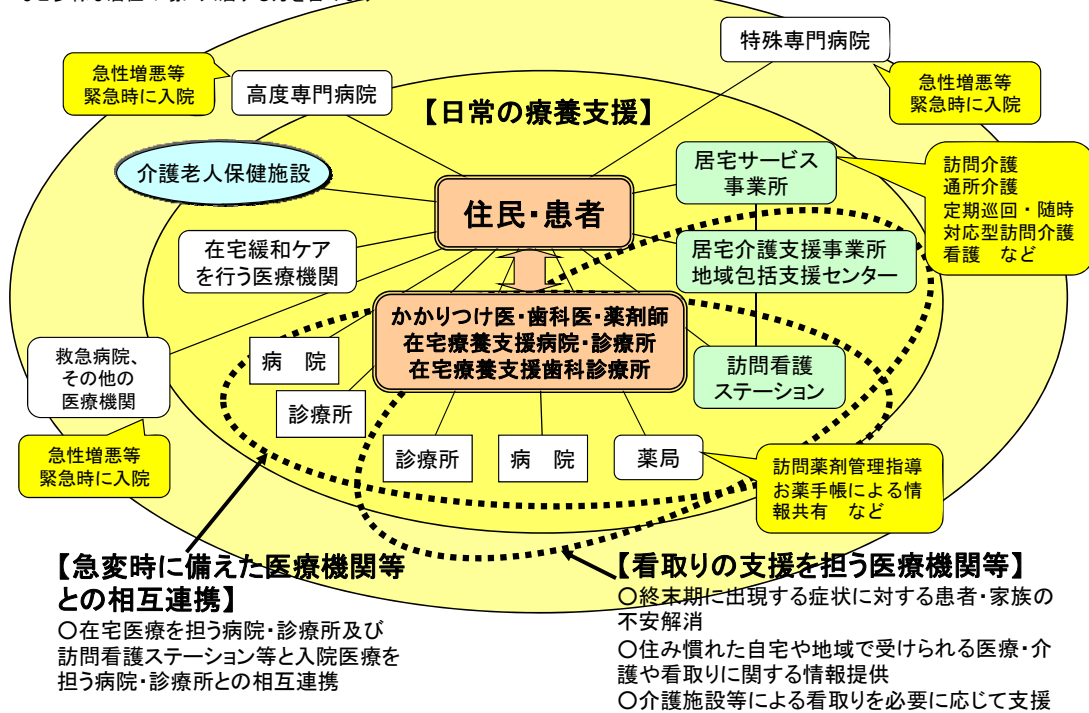 特殊専門病院
急性増悪等
緊急時に入院
高度専門病院
急性増悪等
緊急時に入院
【日常の療養支援】
介護老人保健施設
住民・患者
居宅サービス
事業所
訪問介護
通所介護
定期巡回・随時
対応型訪問介護
看護　など
在宅緩和ケア
を行う医療機関
居宅介護支援事業所
地域包括支援センター
かかりつけ医・歯科医・薬剤師
在宅療養支援病院・診療所
在宅療養支援歯科診療所
救急病院、
その他の
医療機関
病　院
訪問看護
ステーション
診療所
急性増悪等
緊急時に入院
診療所
病　院
薬局
訪問薬剤管理指導
お薬手帳による情
報共有　など
【急変時に備えた医療機関等
との相互連携】
○在宅医療を担う病院・診療所及び
訪問看護ステーション等と入院医療を
担う病院・診療所との相互連携
【看取りの支援を担う医療機関等】
○終末期に出現する症状に対する患者・家族の
不安解消
○住み慣れた自宅や地域で受けられる医療・介
護や看取りに関する情報提供
○介護施設等による看取りを必要に応じて支援